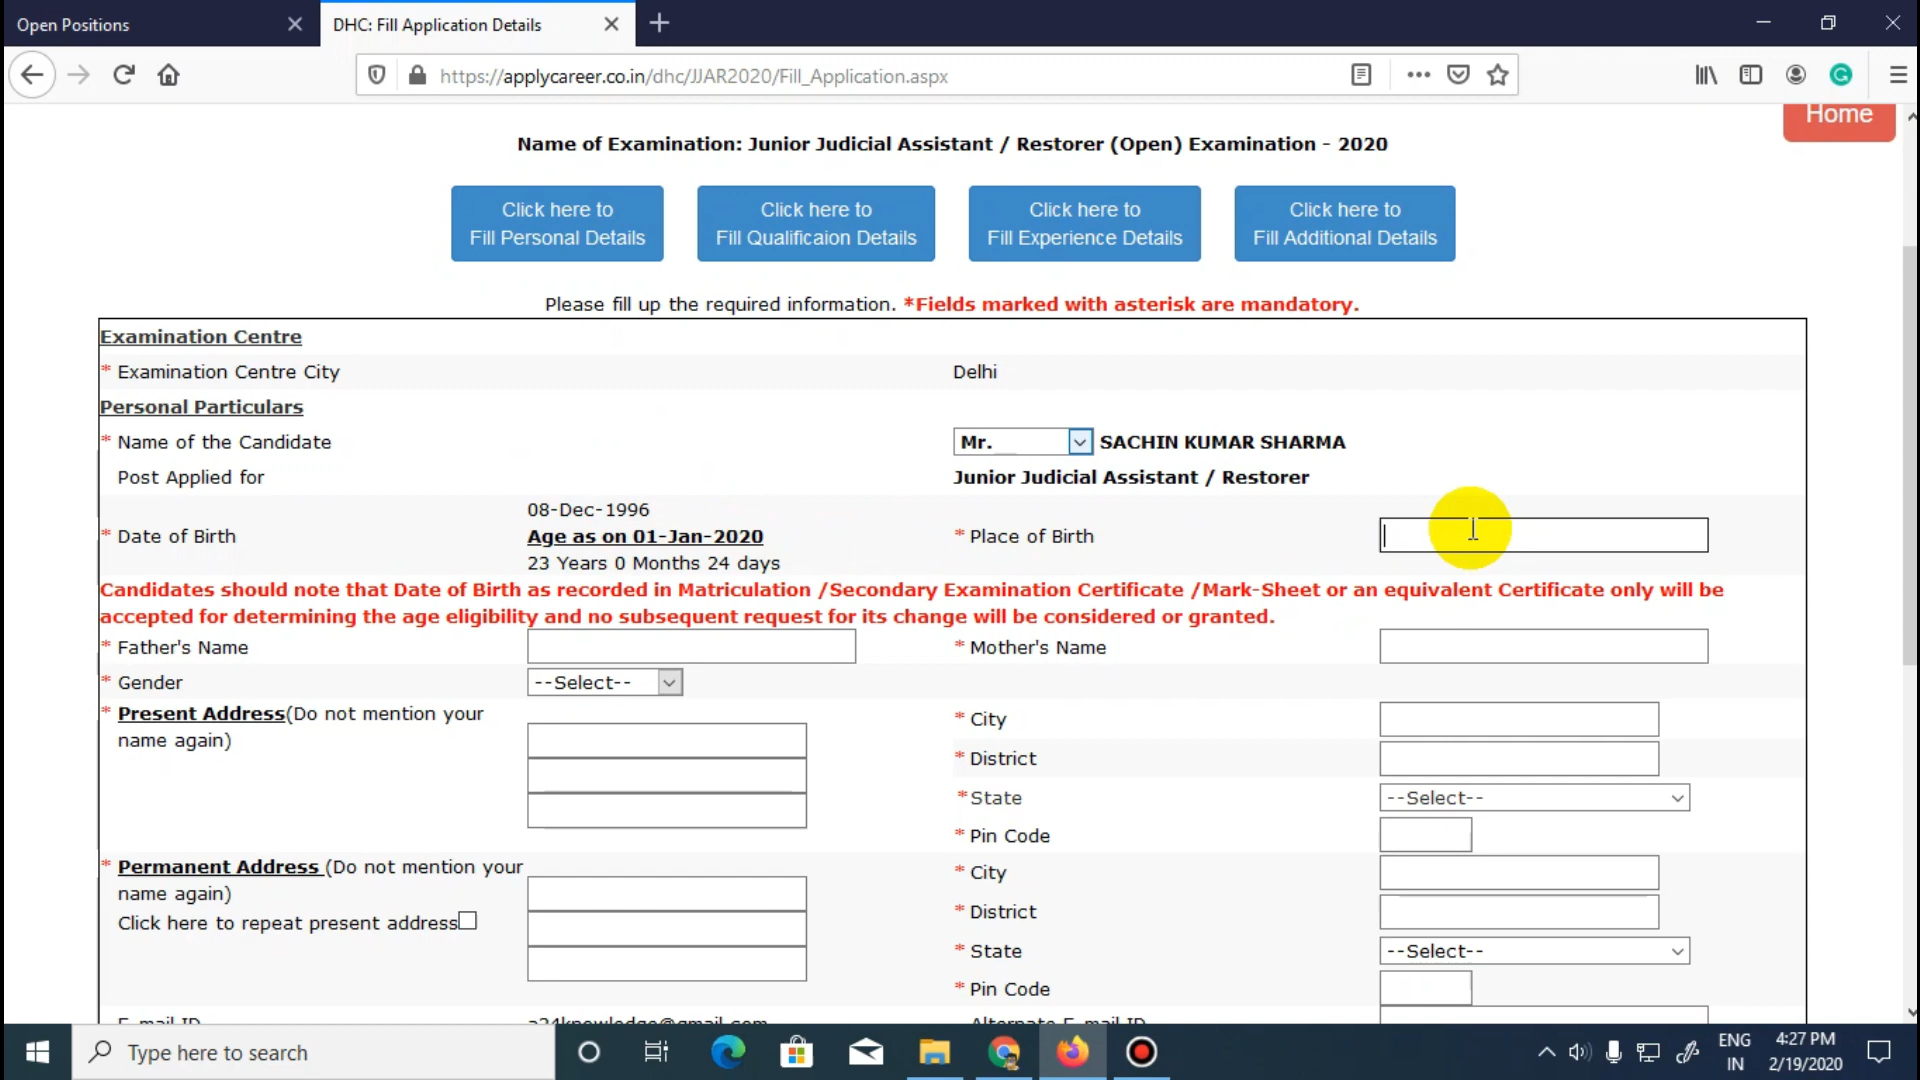 Open Positions
DHC: Fill Application Details
https://applycareer.co.in/dhc/JJAR2020/Fill_Application.aspx
Home
Name of Examination: Junior Judicial Assistant / Restorer (Open) Examination - 2020
Click here to
Fill Personal Details
Click here to
Fill Qualificaion Details
Click here to
Fill Experience Details
Click here to
Fill Additional Details
Please fill up the required information. *Fields marked with asterisk are mandatory.
Examination Centre
* Examination Centre City Delhi
Personal Particulars
* Name of the Candidate Mr. SACHIN KUMAR SHARMA
Post Applied for Junior Judicial Assistant / Restorer
08-Dec-1996
* Date of Birth Age as on 01-Jan-2020 * Place of Birth
23 Years 0 Months 24 days
Candidates should note that Date of Birth as recorded in Matriculation /Secondary Examination Certificate /Mark-Sheet or an equivalent Certificate only will be
accepted for determining the age eligibility and no subsequent request for its change will be considered or granted.
* Father's Name * Mother's Name
* Gender --Select--
* Present Address(Do not mention your
name again)
* City
* District
* State --Select--
* Pin Code
* Permanent Address (Do not mention your
name again)
Click here to repeat present address
* City
* District
* State --Select--
* Pin Code
E-mail ID a24knowledge@gmail.com Alternate E-mail ID
Type here to search
ENG
IN
4:27 PM
2/19/2020